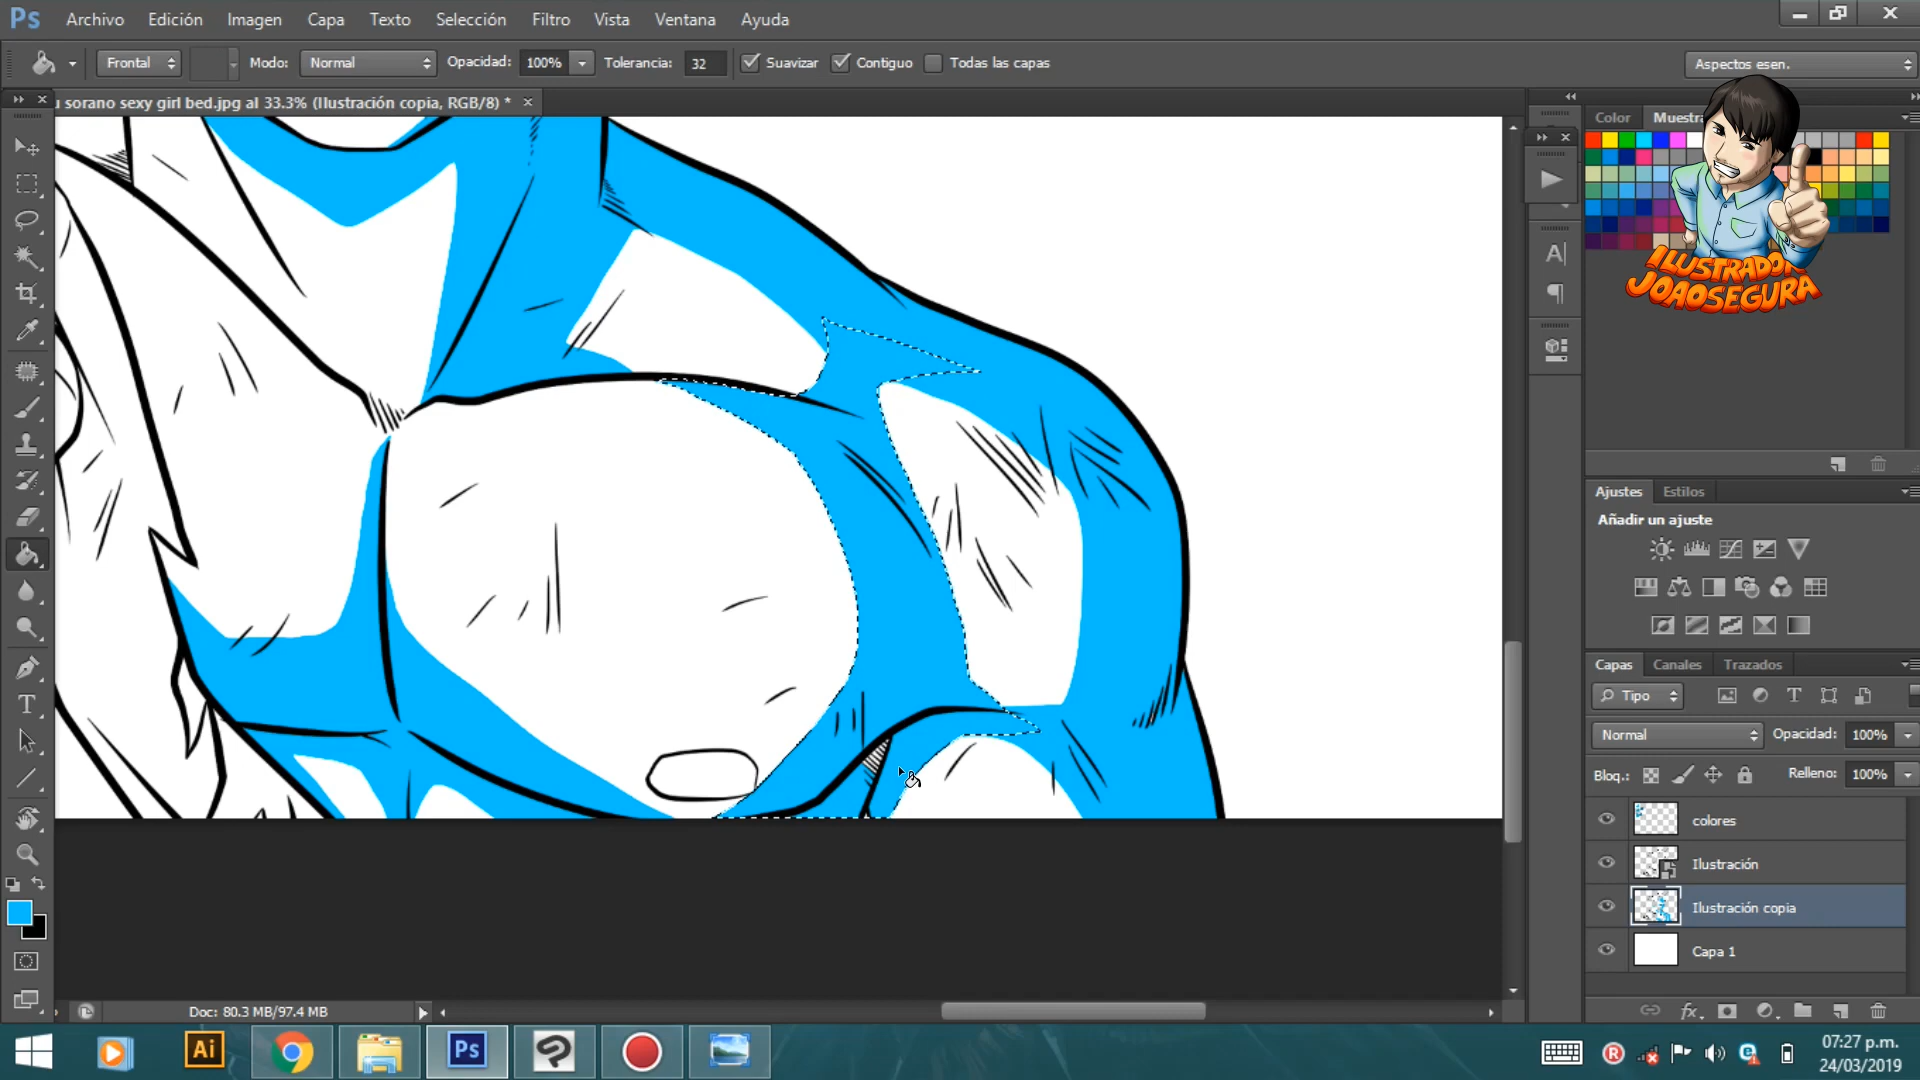 Ps Archivo Edición Imagen Capa Texto Selección Filtro Vista Ventana Ayuda
Frontal Modo: Normal Opacidad: 100% Tolerancia: 32 Suavizar Contiguo Todas las capas Aspectos esen.
u sorano sexy girl bed.jpg al 33.3% (Ilustración copia, RGB/8) * ×
Color Muestra
ILUSTRADOR
JOAOSEGURA
Ajustes Estilos
Añadir un ajuste
Capas Canales Trazados
Tipo
Normal Opacidad: 100%
Bloq.: Relleno: 100%
colores
Ilustración
Ilustración copia
Capa 1
Doc: 80.3 MB/97.4 MB
Ai Ps
07:27 p.m.
24/03/2019